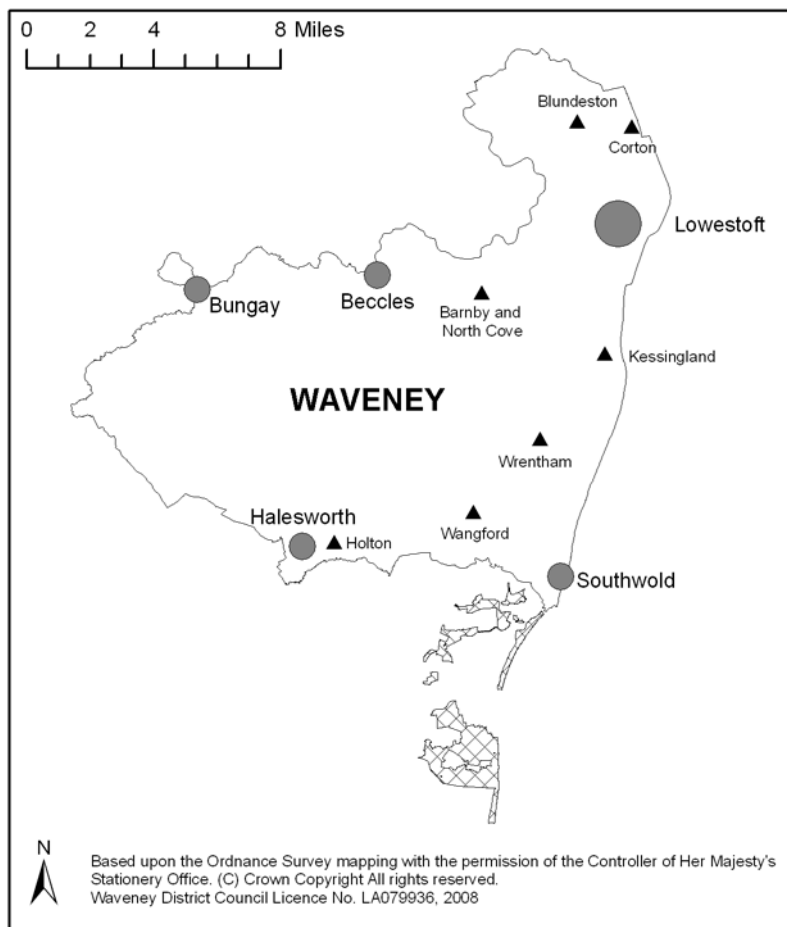 0 2 4 8 Miles
Blundeston
Corton
Lowestoft
Bungay
Beccles
Barnby and
North Cove
Kessingland
WAVENEY
Wrentham
Halesworth
Holton
Wangford
Southwold
N
Based upon the Ordnance Survey mapping with the permission of the Controller of Her Majesty's
Stationery Office. (C) Crown Copyright All rights reserved.
Waveney District Council Licence No. LA079936, 2008